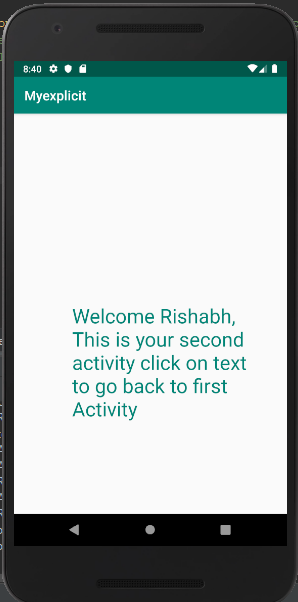 8:40
Myexplicit
Welcome Rishabh,
This is your second
activity click on text
to go back to first
Activity